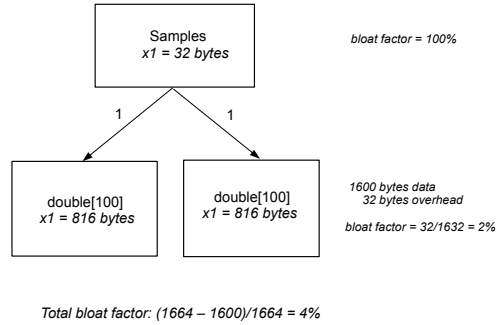 Samples
x1 = 32 bytes
bloat factor = 100%
1
1
double[100]
x1 = 816 bytes
double[100]
x1 = 816 bytes
1600 bytes data
32 bytes overhead
bloat factor = 32/1632 = 2%
Total bloat factor: (1664 – 1600)/1664 = 4%